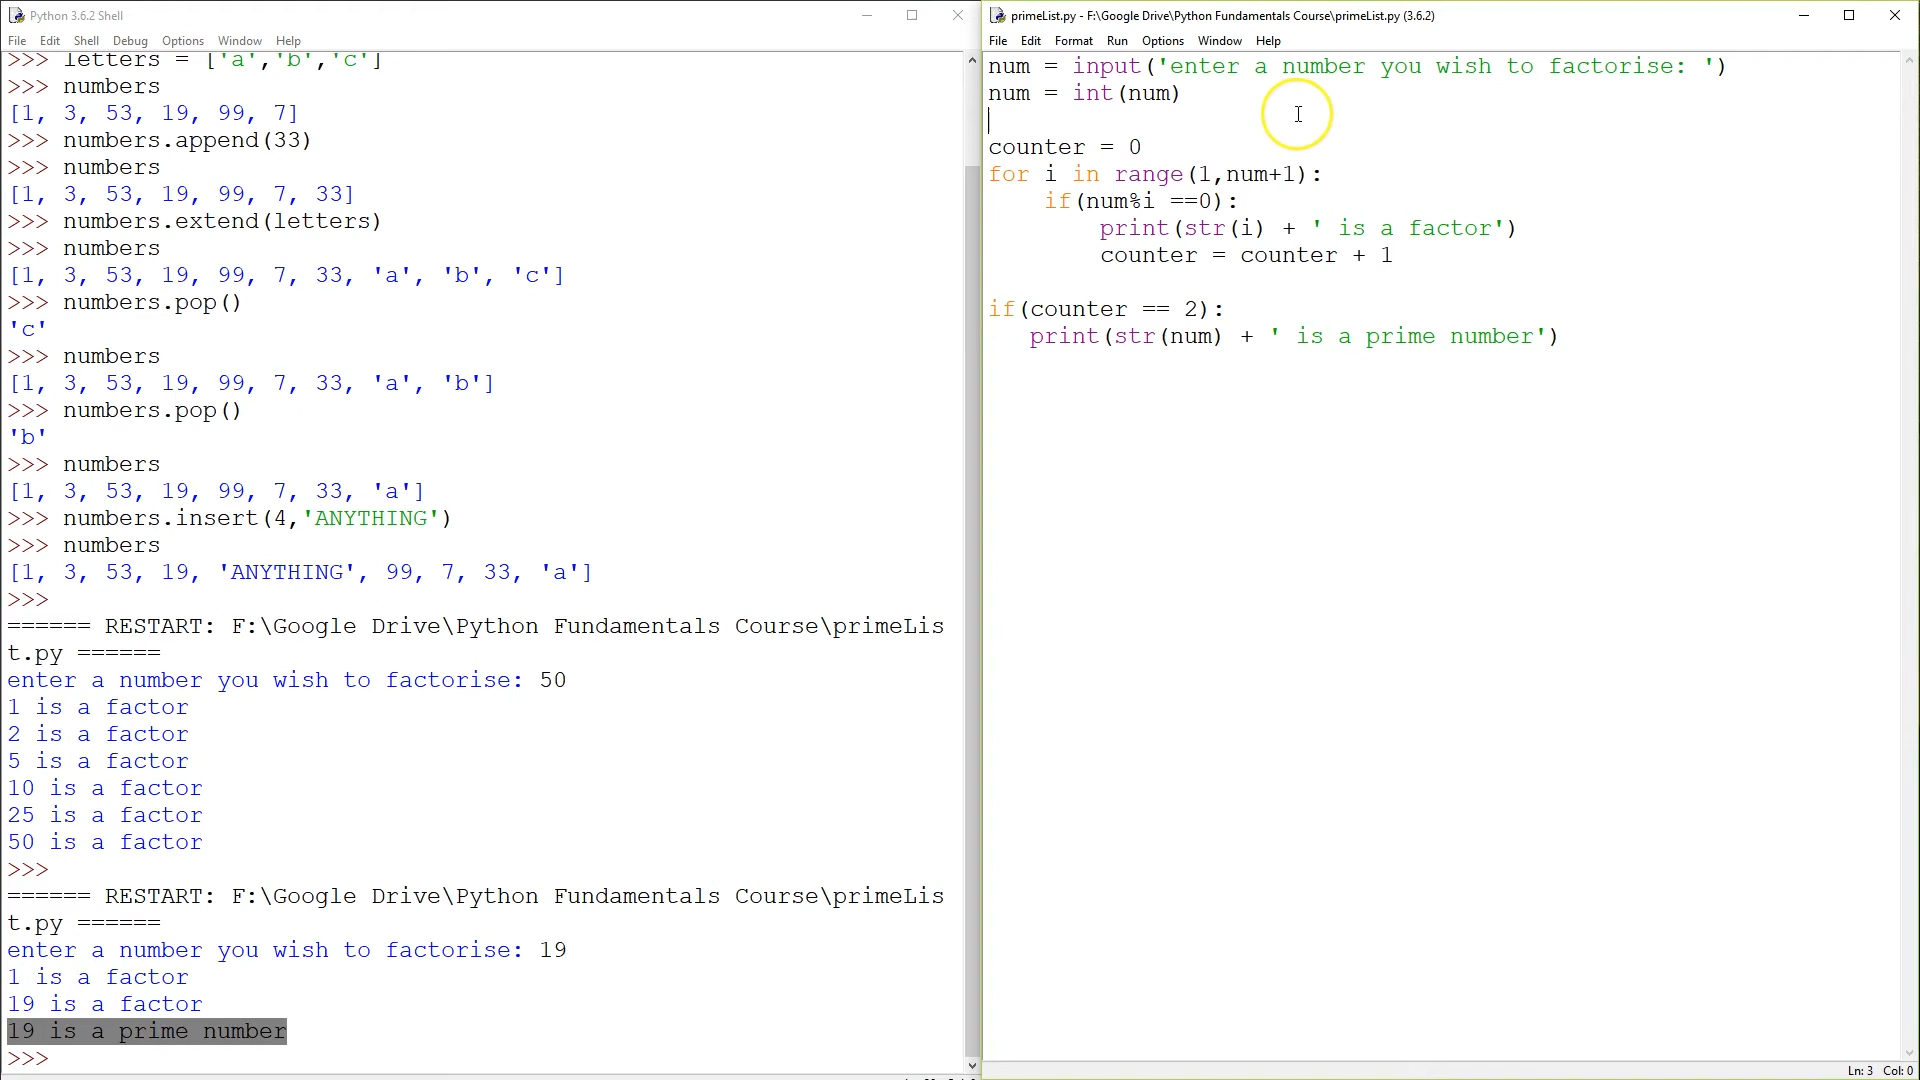 Python 3.6.2 Shell
File Edit Shell Debug Options Window Help
>>> letters = ['a','b','c']
>>> numbers
[1, 3, 53, 19, 99, 7]
>>> numbers.append(33)
>>> numbers
[1, 3, 53, 19, 99, 7, 33]
>>> numbers.extend(letters)
>>> numbers
[1, 3, 53, 19, 99, 7, 33, 'a', 'b', 'c']
>>> numbers.pop()
'c'
>>> numbers
[1, 3, 53, 19, 99, 7, 33, 'a', 'b']
>>> numbers.pop()
'b'
>>> numbers
[1, 3, 53, 19, 99, 7, 33, 'a']
>>> numbers.insert(4,'ANYTHING')
>>> numbers
[1, 3, 53, 19, 'ANYTHING', 99, 7, 33, 'a']
>>>
====== RESTART: F:\Google Drive\Python Fundamentals Course\primeLis
t.py ======
enter a number you wish to factorise: 50
1 is a factor
2 is a factor
5 is a factor
10 is a factor
25 is a factor
50 is a factor
>>>
====== RESTART: F:\Google Drive\Python Fundamentals Course\primeLis
t.py ======
enter a number you wish to factorise: 19
1 is a factor
19 is a factor
19 is a prime number
>>>
primeList.py - F:\Google Drive\Python Fundamentals Course\primeList.py (3.6.2)
File Edit Format Run Options Window Help
num = input('enter a number you wish to factorise: ')
num = int(num)
counter = 0
for i in range(1,num+1):
    if(num%i ==0):
        print(str(i) + ' is a factor')
        counter = counter + 1
if(counter == 2):
   print(str(num) + ' is a prime number')
Ln: 3 Col: 0